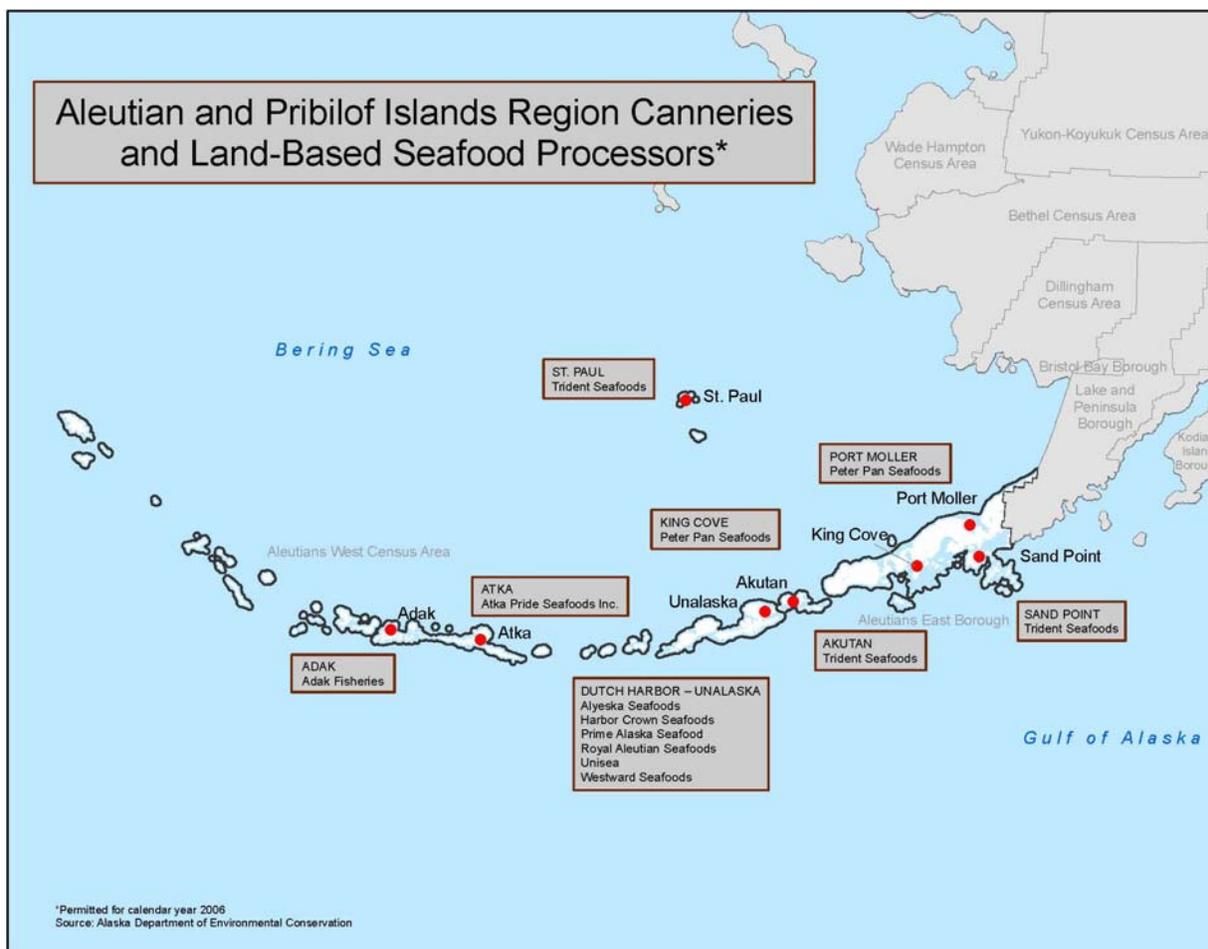 Aleutian and Pribilof Islands Region Canneries
and Land-Based Seafood Processors*
Yukon-Koyukuk Census Area
Wade Hampton
Census Area
Bethel Census Area
Dillingham
Census Area
Bristol Bay Borough
Lake and
Peninsula
Borough
Bering Sea
ST. PAUL
Trident Seafoods
St. Paul
PORT MOLLER
Peter Pan Seafoods
Port Moller
KING COVE
Peter Pan Seafoods
King Cove
Sand Point
Aleutians West Census Area
ATKA
Atka Pride Seafoods Inc.
Akutan
Unalaska
Adak
Atka
Aleutians East Borough
SAND POINT
Trident Seafoods
AKUTAN
Trident Seafoods
ADAK
Adak Fisheries
DUTCH HARBOR – UNALASKA
Alyeska Seafoods
Harbor Crown Seafoods
Prime Alaska Seafood
Royal Aleutian Seafoods
Unisea
Westward Seafoods
Gulf of Alaska
*Permitted for calendar year 2006
Source: Alaska Department of Environmental Conservation